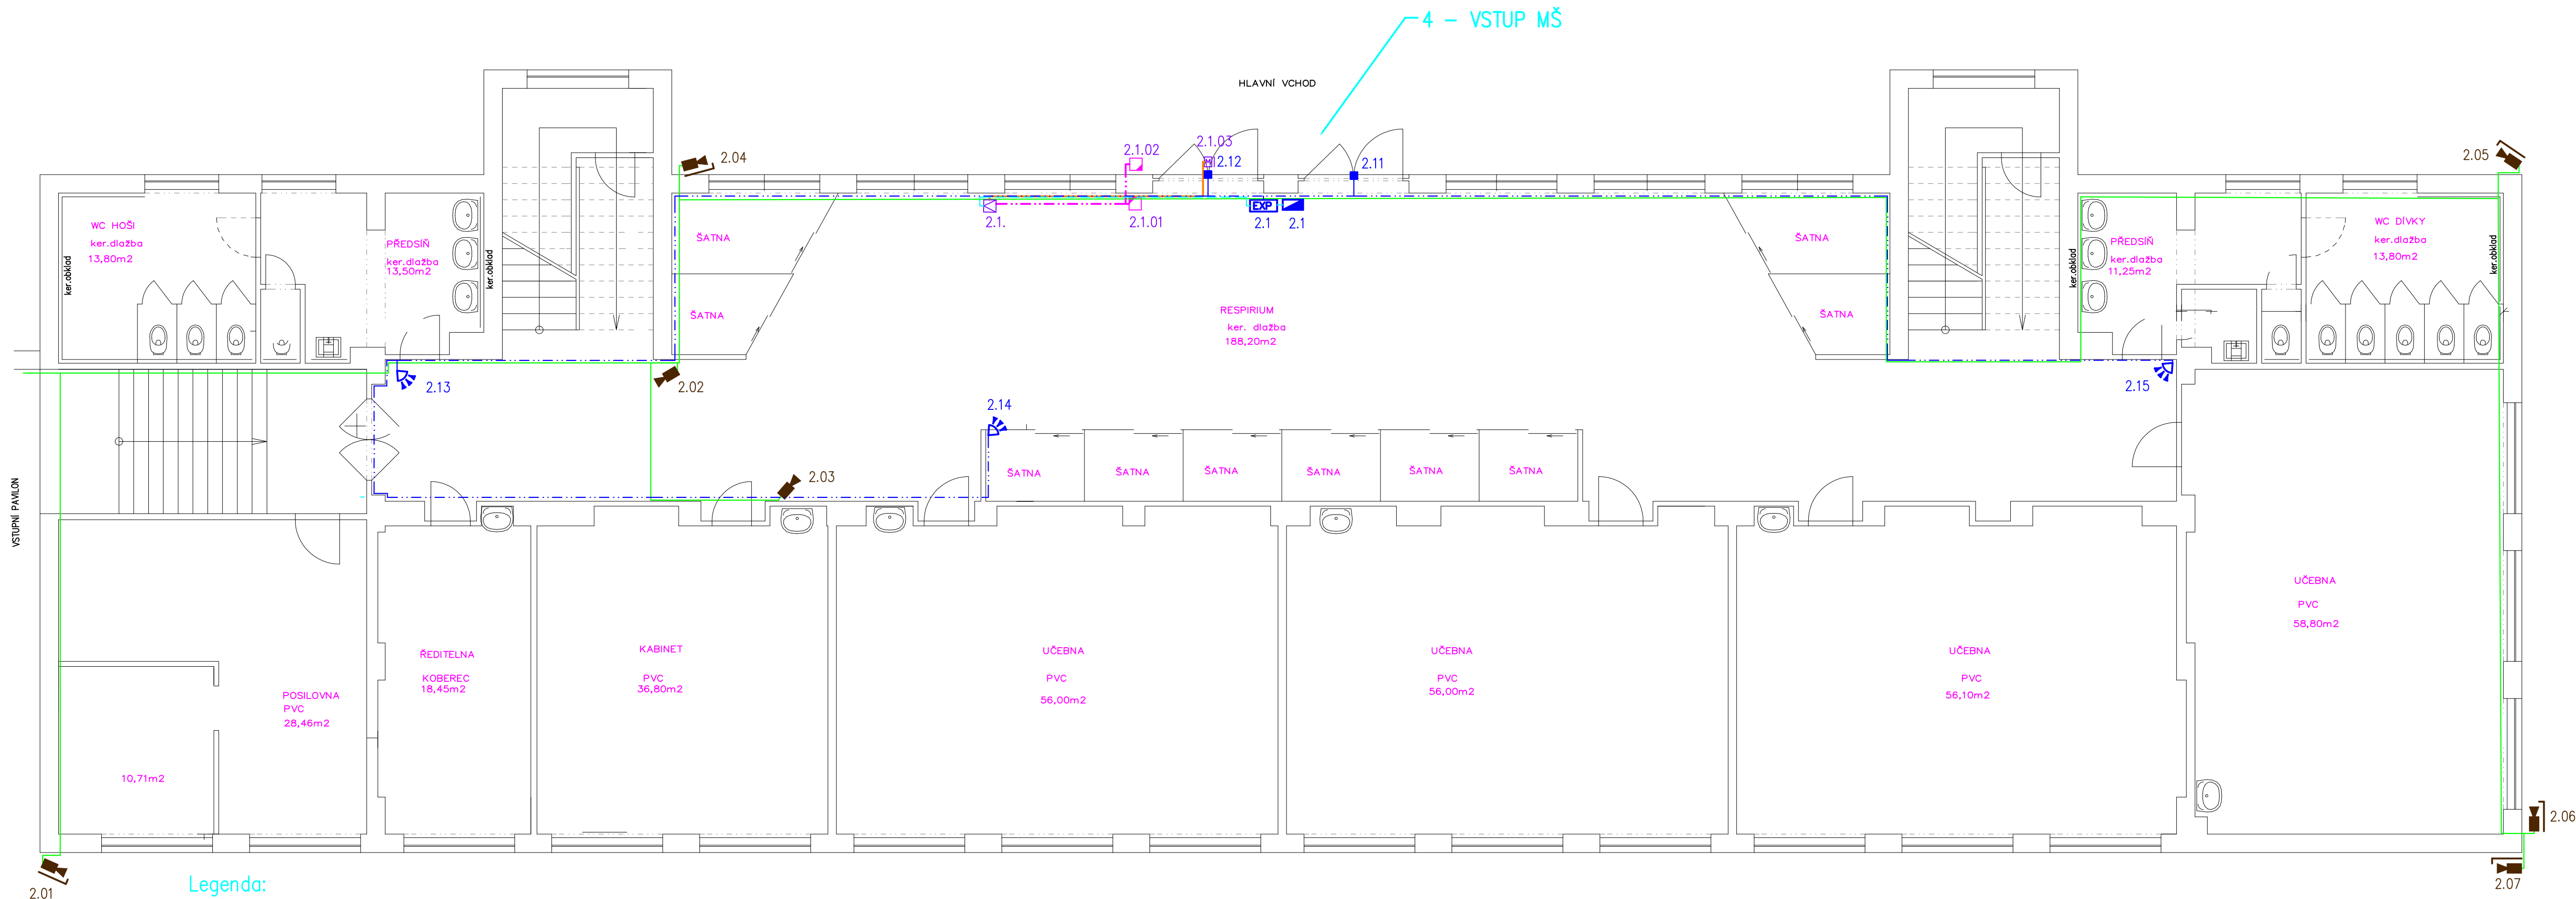 4 - VSTUP MŠ
HLAVNÍ VCHOD
2.04
2.1.02
2.1.03
2.12
2.11
2.05
WC HOŠI
ker.dlažba
13,80m2
ker.obklad
PŘEDSÍŇ
ker.dlažba
13,50m2
ker.obklad
ŠATNA
ŠATNA
2.1.
2.1.01
EXP
2.1
2.1
RESPIRIUM
ker. dlažba
188,20m2
ŠATNA
ŠATNA
ker.obklad
PŘEDSÍŇ
ker.dlažba
11,25m2
WC DÍVKY
ker.dlažba
13,80m2
ker.obklad
2.13
2.02
2.14
2.15
2.03
ŠATNA
ŠATNA
ŠATNA
ŠATNA
ŠATNA
ŠATNA
VSTUPNÍ PAVILON
POSILOVNA
PVC
28,46m2
10,71m2
ŘEDITELNA
KOBEREC
18,45m2
KABINET
PVC
36,80m2
UČEBNA
PVC
56,00m2
UČEBNA
PVC
56,00m2
UČEBNA
PVC
56,10m2
UČEBNA
PVC
58,80m2
2.06
2.01
Legenda:
2.07